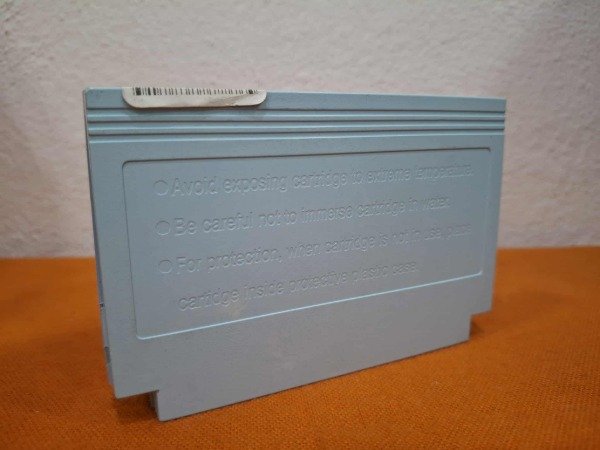 ● Avoid exposing cartridge to extreme temperature.
● Be careful not to immerse cartridge in water.
● For protection, when cartridge is not in use, place
cartridge inside protective plastic case.